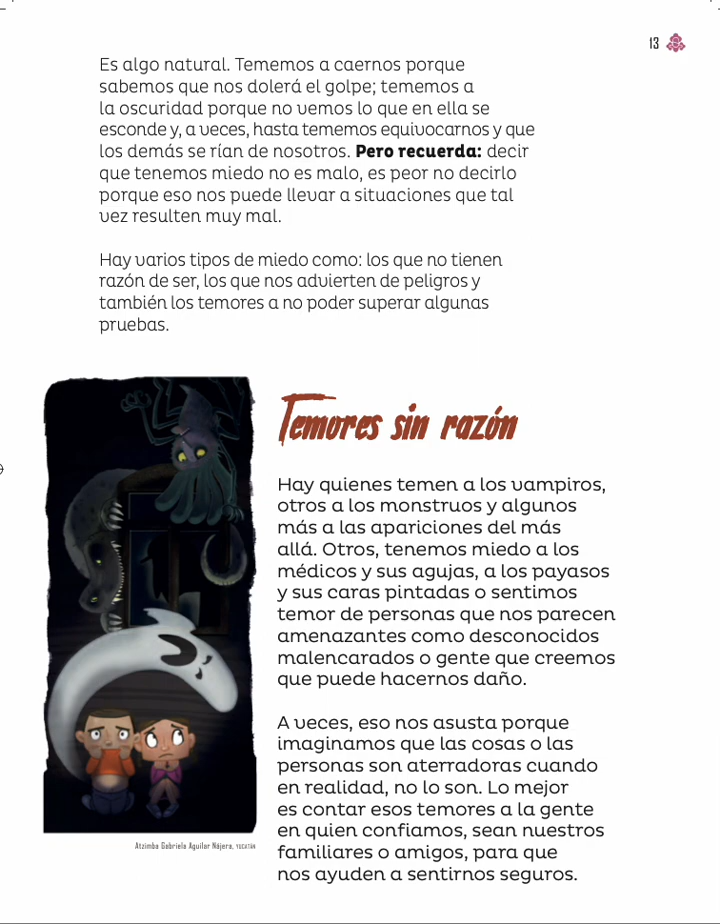 13
Es algo natural. Tememos a caernos porque
sabemos que nos dolerá el golpe; tememos a
la oscuridad porque no vemos lo que en ella se
esconde y, a veces, hasta tememos equivocarnos y que
los demás se rían de nosotros. Pero recuerda: decir
que tenemos miedo no es malo, es peor no decirlo
porque eso nos puede llevar a situaciones que tal
vez resulten muy mal.
Hay varios tipos de miedo como: los que no tienen
razón de ser, los que nos advierten de peligros y
también los temores a no poder superar algunas
pruebas.
Temores sin razón
Hay quienes temen a los vampiros,
otros a los monstruos y algunos
más a las apariciones del más
allá. Otros, tenemos miedo a los
médicos y sus agujas, a los payasos
y sus caras pintadas o sentimos
temor de personas que nos parecen
amenazantes como desconocidos
malencarados o gente que creemos
que puede hacernos daño.
A veces, eso nos asusta porque
imaginamos que las cosas o las
personas son aterradoras cuando
en realidad, no lo son. Lo mejor
es contar esos temores a la gente
en quien confiamos, sean nuestros
familiares o amigos, para que
nos ayuden a sentirnos seguros.
Atzimba Gabriela Aguilar Nájera, YUCATÁN